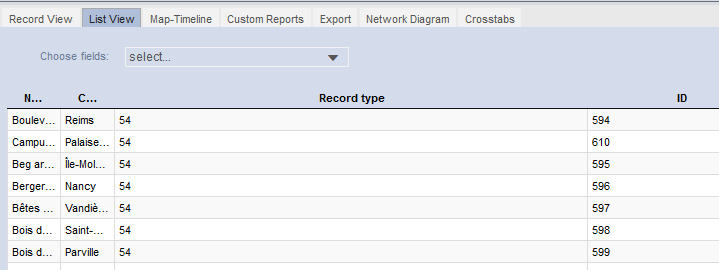 Record View List View Map-Timeline Custom Reports Export Network Diagram Crosstabs
Choose fields: select...
N... C... Record type ID
Boulev... Reims 54 594
Campu... Palaise... 54 610
Beg ar... Île-Mol... 54 595
Berger... Nancy 54 596
Bêtes ... Vandiè... 54 597
Bois d... Saint-... 54 598
Bois d... Parville 54 599